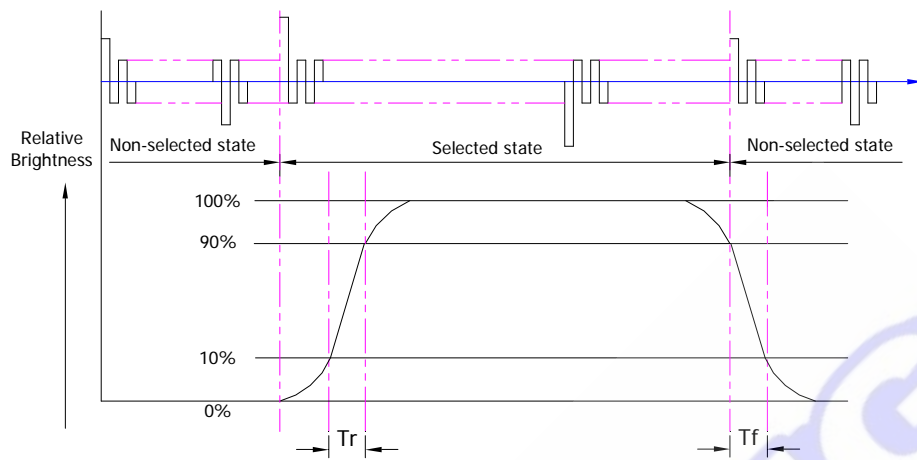 Relative
Brightness
Non-selected state
Selected state
Non-selected state
100%
90%
10%
0%
Tr
Tf